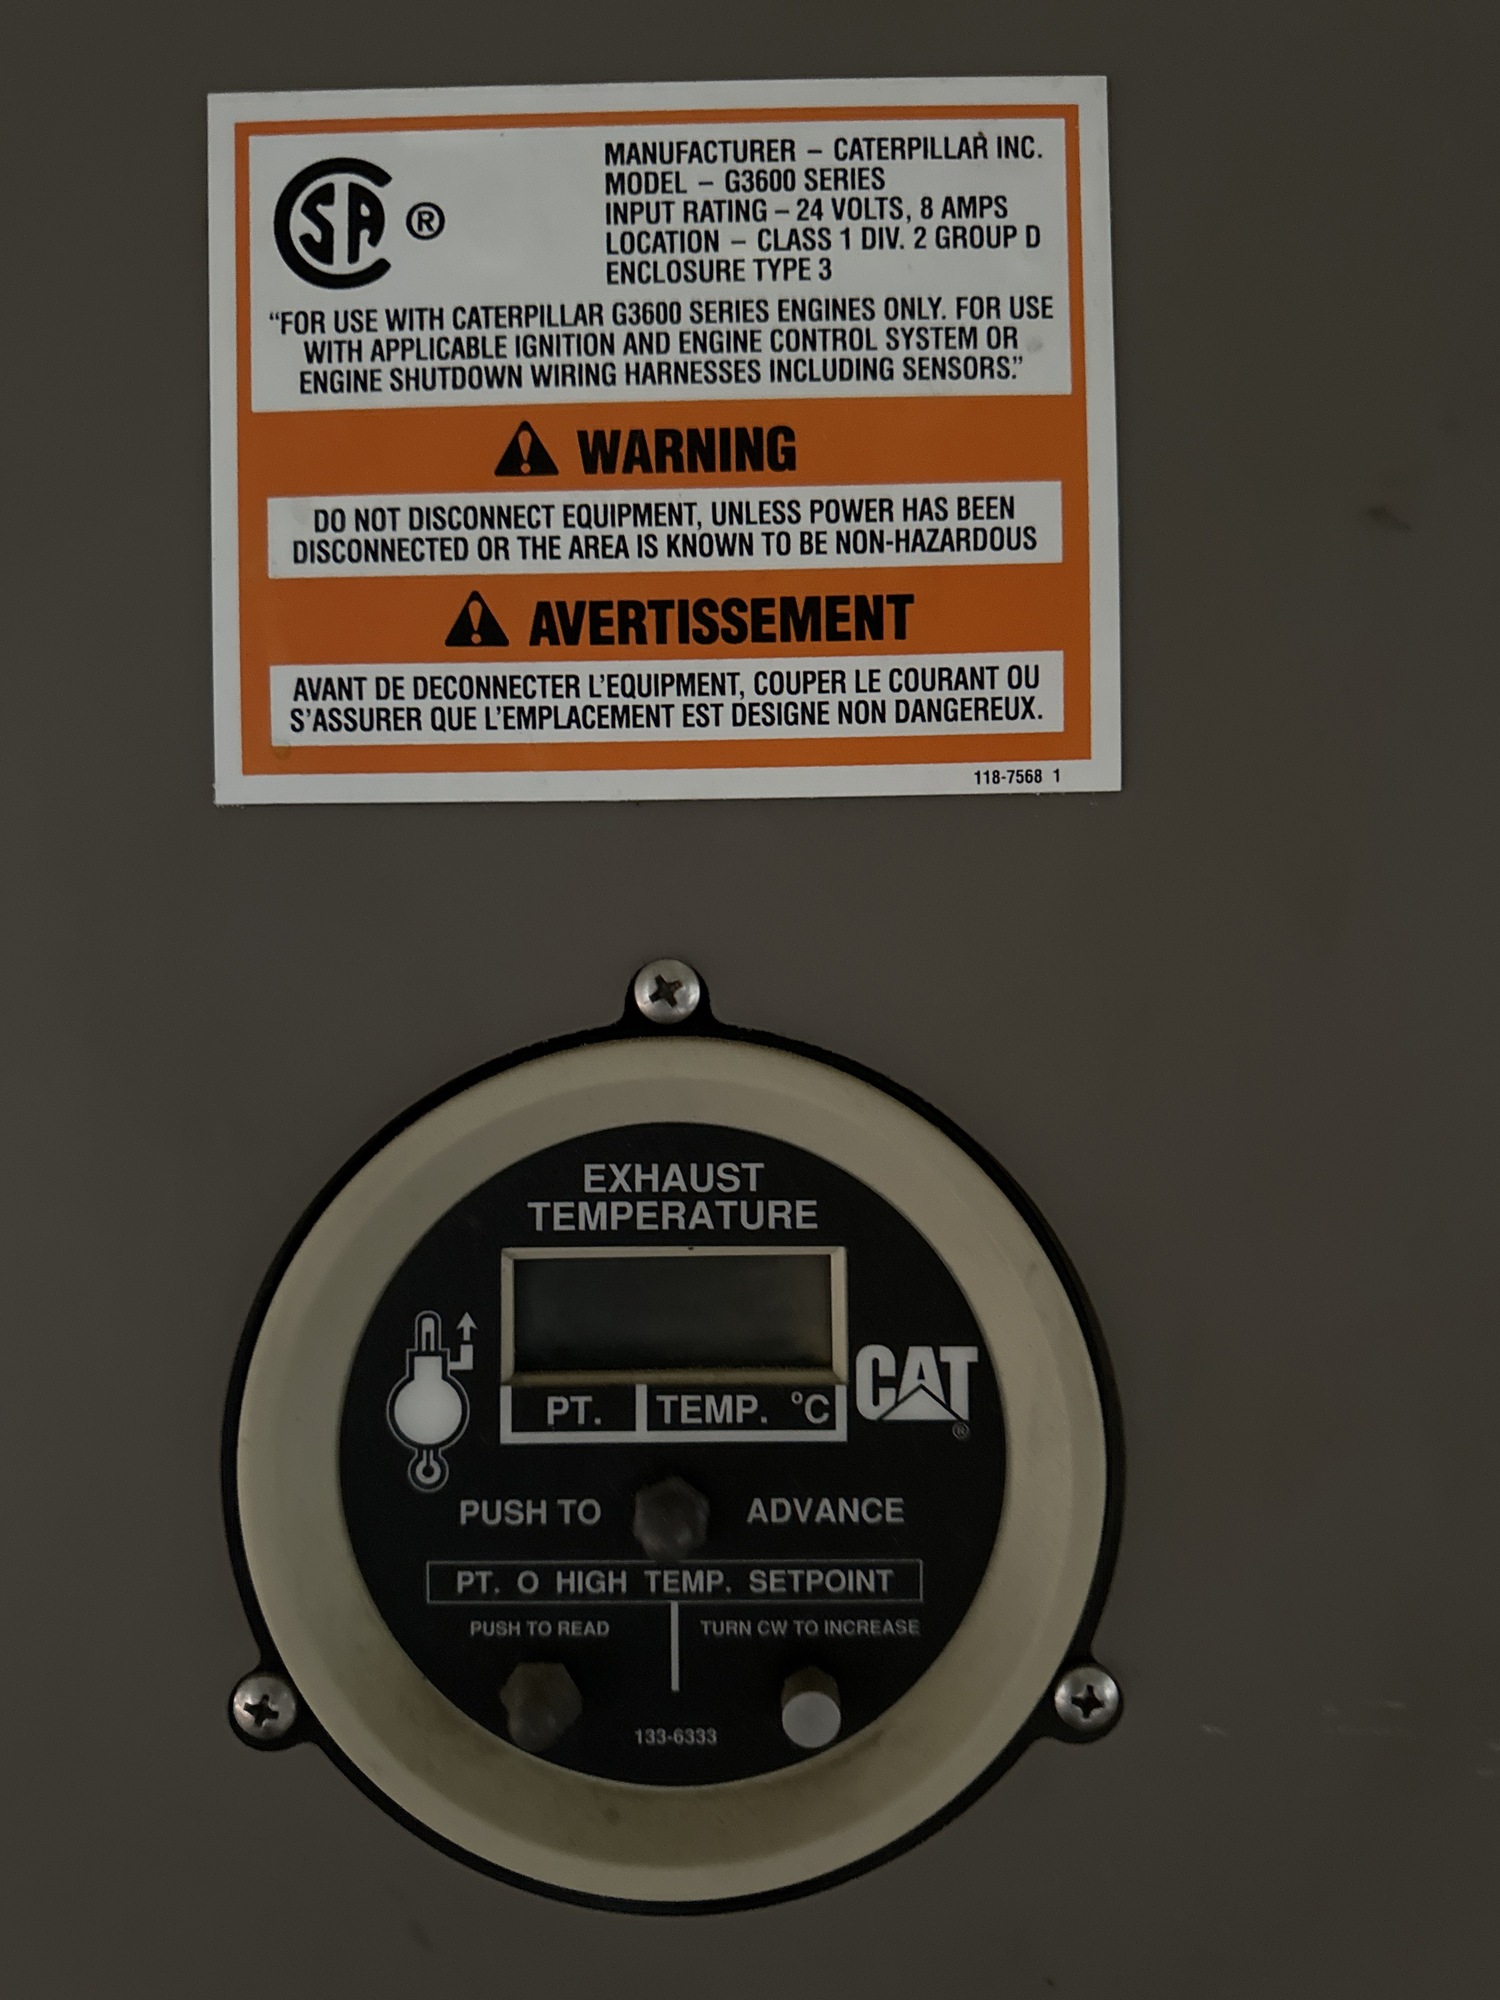 CSA ®
MANUFACTURER – CATERPILLAR INC.
MODEL – G3600 SERIES
INPUT RATING – 24 VOLTS, 8 AMPS
LOCATION – CLASS 1 DIV. 2 GROUP D
ENCLOSURE TYPE 3
“FOR USE WITH CATERPILLAR G3600 SERIES ENGINES ONLY. FOR USE
WITH APPLICABLE IGNITION AND ENGINE CONTROL SYSTEM OR
ENGINE SHUTDOWN WIRING HARNESSES INCLUDING SENSORS.”
WARNING
DO NOT DISCONNECT EQUIPMENT, UNLESS POWER HAS BEEN
DISCONNECTED OR THE AREA IS KNOWN TO BE NON-HAZARDOUS
AVERTISSEMENT
AVANT DE DECONNECTER L'EQUIPMENT, COUPER LE COURANT OU
S'ASSURER QUE L'EMPLACEMENT EST DESIGNE NON DANGEREUX.
118-7568 1
EXHAUST
TEMPERATURE
CAT ®
PT. TEMP. °C
PUSH TO ADVANCE
PT. O HIGH TEMP. SETPOINT
PUSH TO READ TURN CW TO INCREASE
133-6333